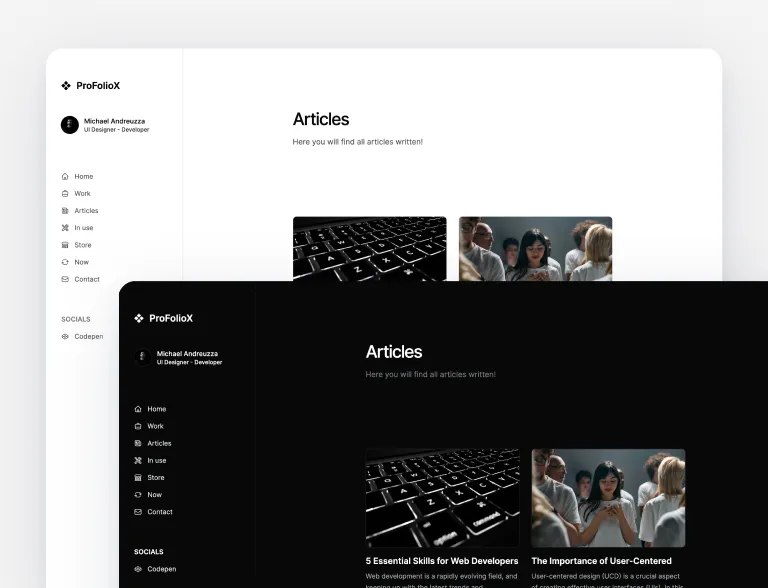 ProFolioX
Michael Andreuzza
UI Designer - Developer
Home
Work
Articles
In use
Store
Now
Contact
SOCIALS
Codepen
Articles
Here you will find all articles written!
ProFolioX
Michael Andreuzza
UI Designer - Developer
Home
Work
Articles
In use
Store
Now
Contact
SOCIALS
Codepen
Articles
Here you will find all articles written!
option
command
5 Essential Skills for Web Developers
Web development is a rapidly evolving field, and
keeping up with the latest trends and
The Importance of User-Centered
User-centered design (UCD) is a crucial aspect
of creating effective user interfaces (UIs). In this